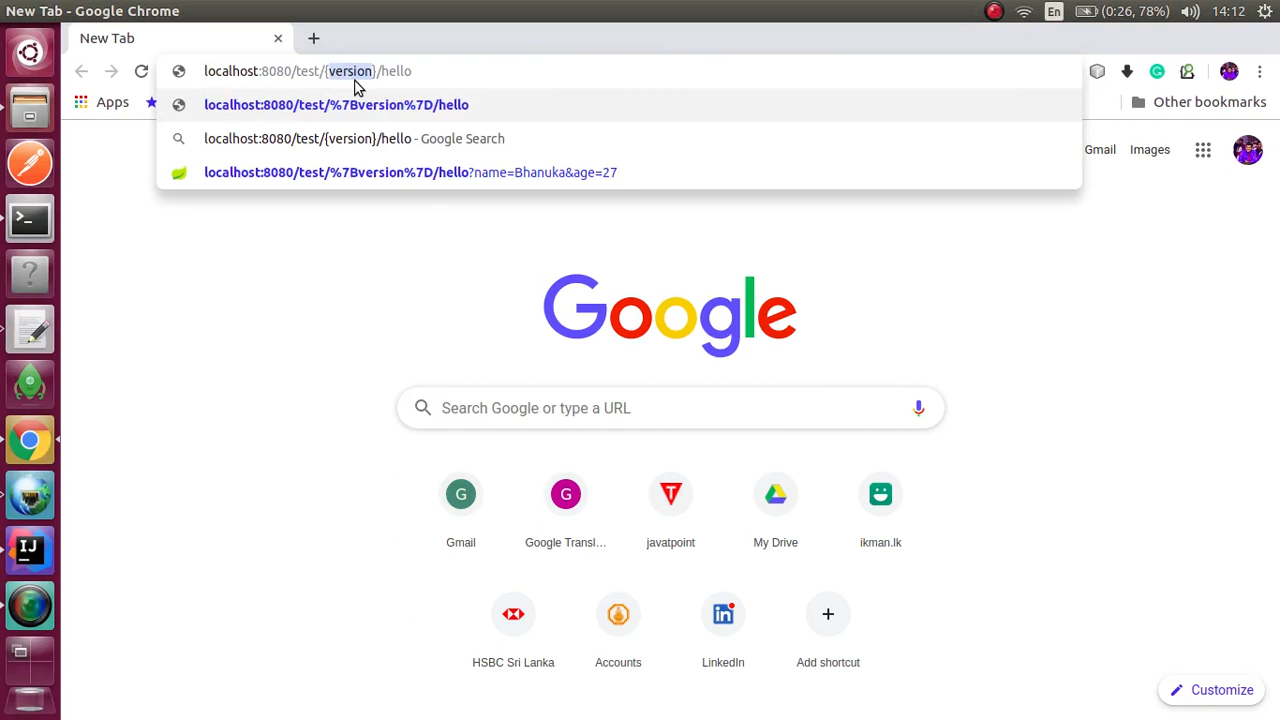 New Tab - Google Chrome
En
(0:26, 78%)
14:12
New Tab
localhost:8080/test/{version}/hello
Apps
localhost:8080/test/%7Bversion%7D/hello
Other bookmarks
localhost:8080/test/{version}/hello - Google Search
Gmail
Images
localhost:8080/test/%7Bversion%7D/hello?name=Bhanuka&age=27
Google
Search Google or type a URL
G
G
T
Gmail
Google Transl...
javatpoint
My Drive
ikman.lk
IJ
in
HSBC Sri Lanka
Accounts
LinkedIn
Add shortcut
Customize